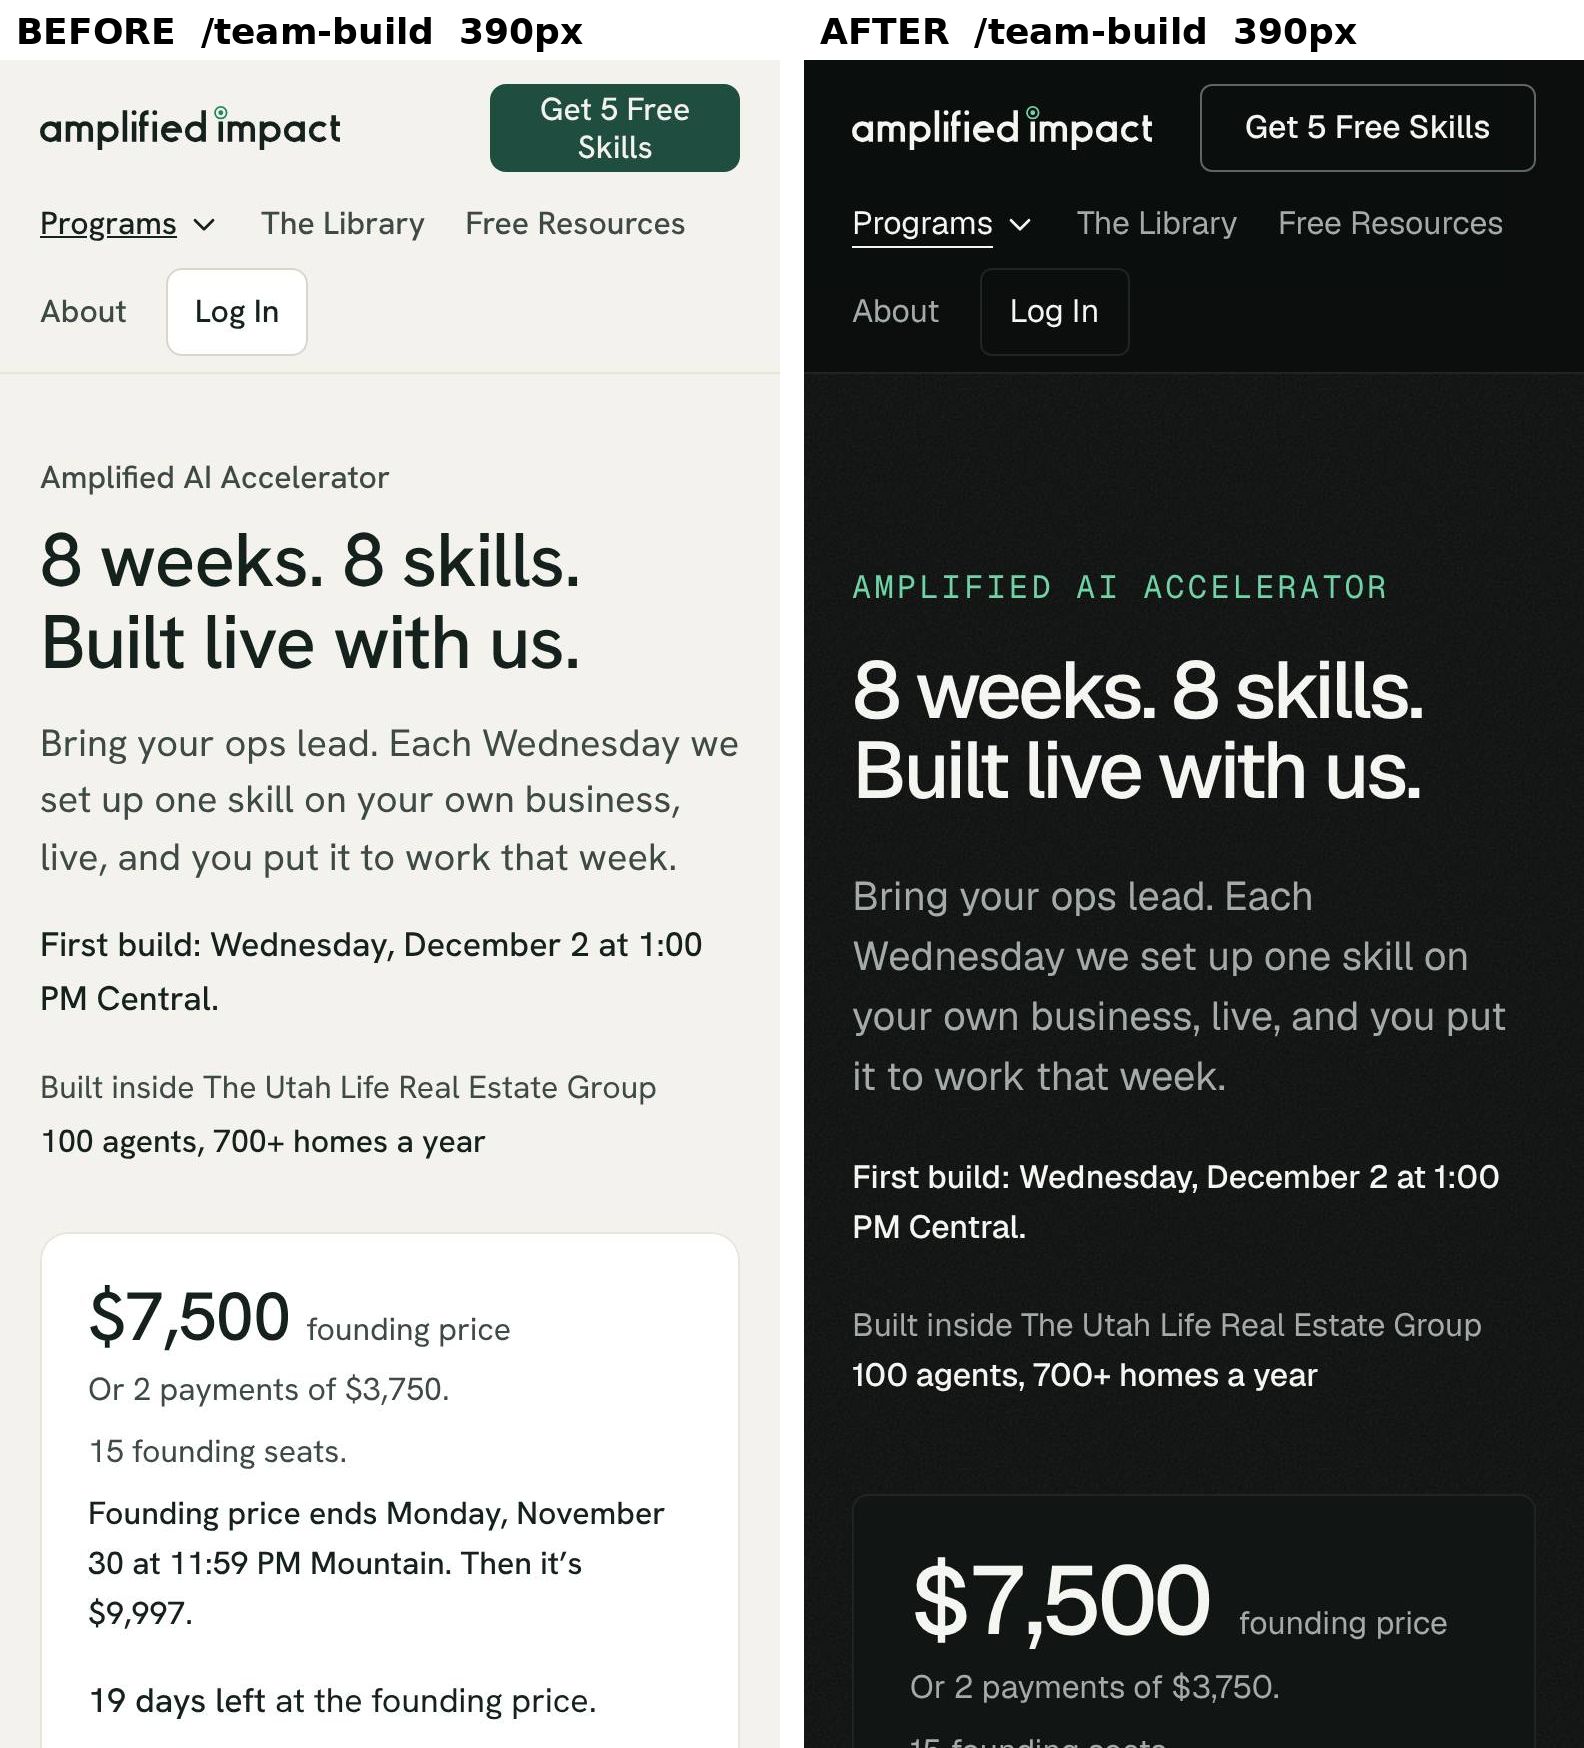 BEFORE /team-build 390px
amplified impact
Get 5 Free
Skills
Programs
The Library
Free Resources
About
Log In
Amplified AI Accelerator
8 weeks. 8 skills.
Built live with us.
Bring your ops lead. Each Wednesday we
set up one skill on your own business,
live, and you put it to work that week.
First build: Wednesday, December 2 at 1:00
PM Central.
Built inside The Utah Life Real Estate Group
100 agents, 700+ homes a year
$7,500 founding price
Or 2 payments of $3,750.
15 founding seats.
Founding price ends Monday, November
30 at 11:59 PM Mountain. Then it’s
$9,997.
19 days left at the founding price.
AFTER /team-build 390px
amplified impact
Get 5 Free Skills
Programs
The Library
Free Resources
About
Log In
AMPLIFIED AI ACCELERATOR
8 weeks. 8 skills.
Built live with us.
Bring your ops lead. Each
Wednesday we set up one skill on
your own business, live, and you put
it to work that week.
First build: Wednesday, December 2 at 1:00
PM Central.
Built inside The Utah Life Real Estate Group
100 agents, 700+ homes a year
$7,500 founding price
Or 2 payments of $3,750.
15 founding seats.